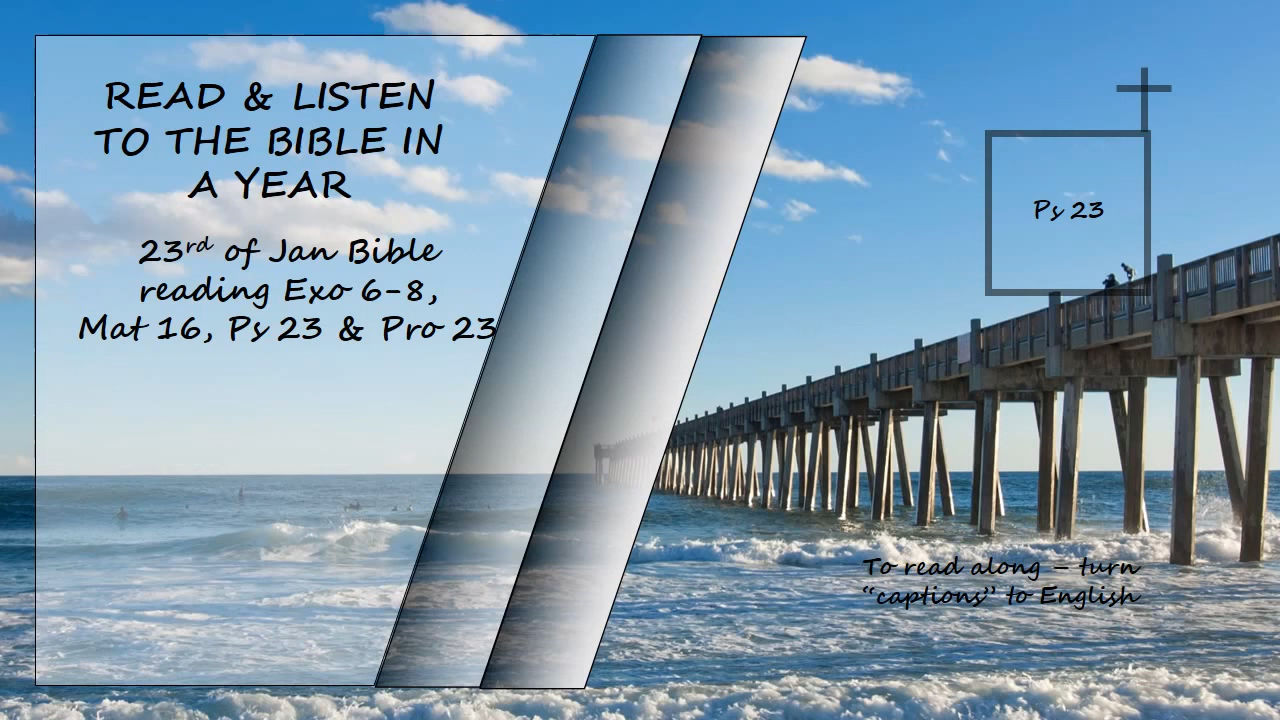 READ & LISTEN
TO THE BIBLE IN
A YEAR
23rd of Jan Bible
reading Exo 6-8,
Mat 16, Ps 23 & Pro 23
Ps 23
To read along – turn
“captions” to English